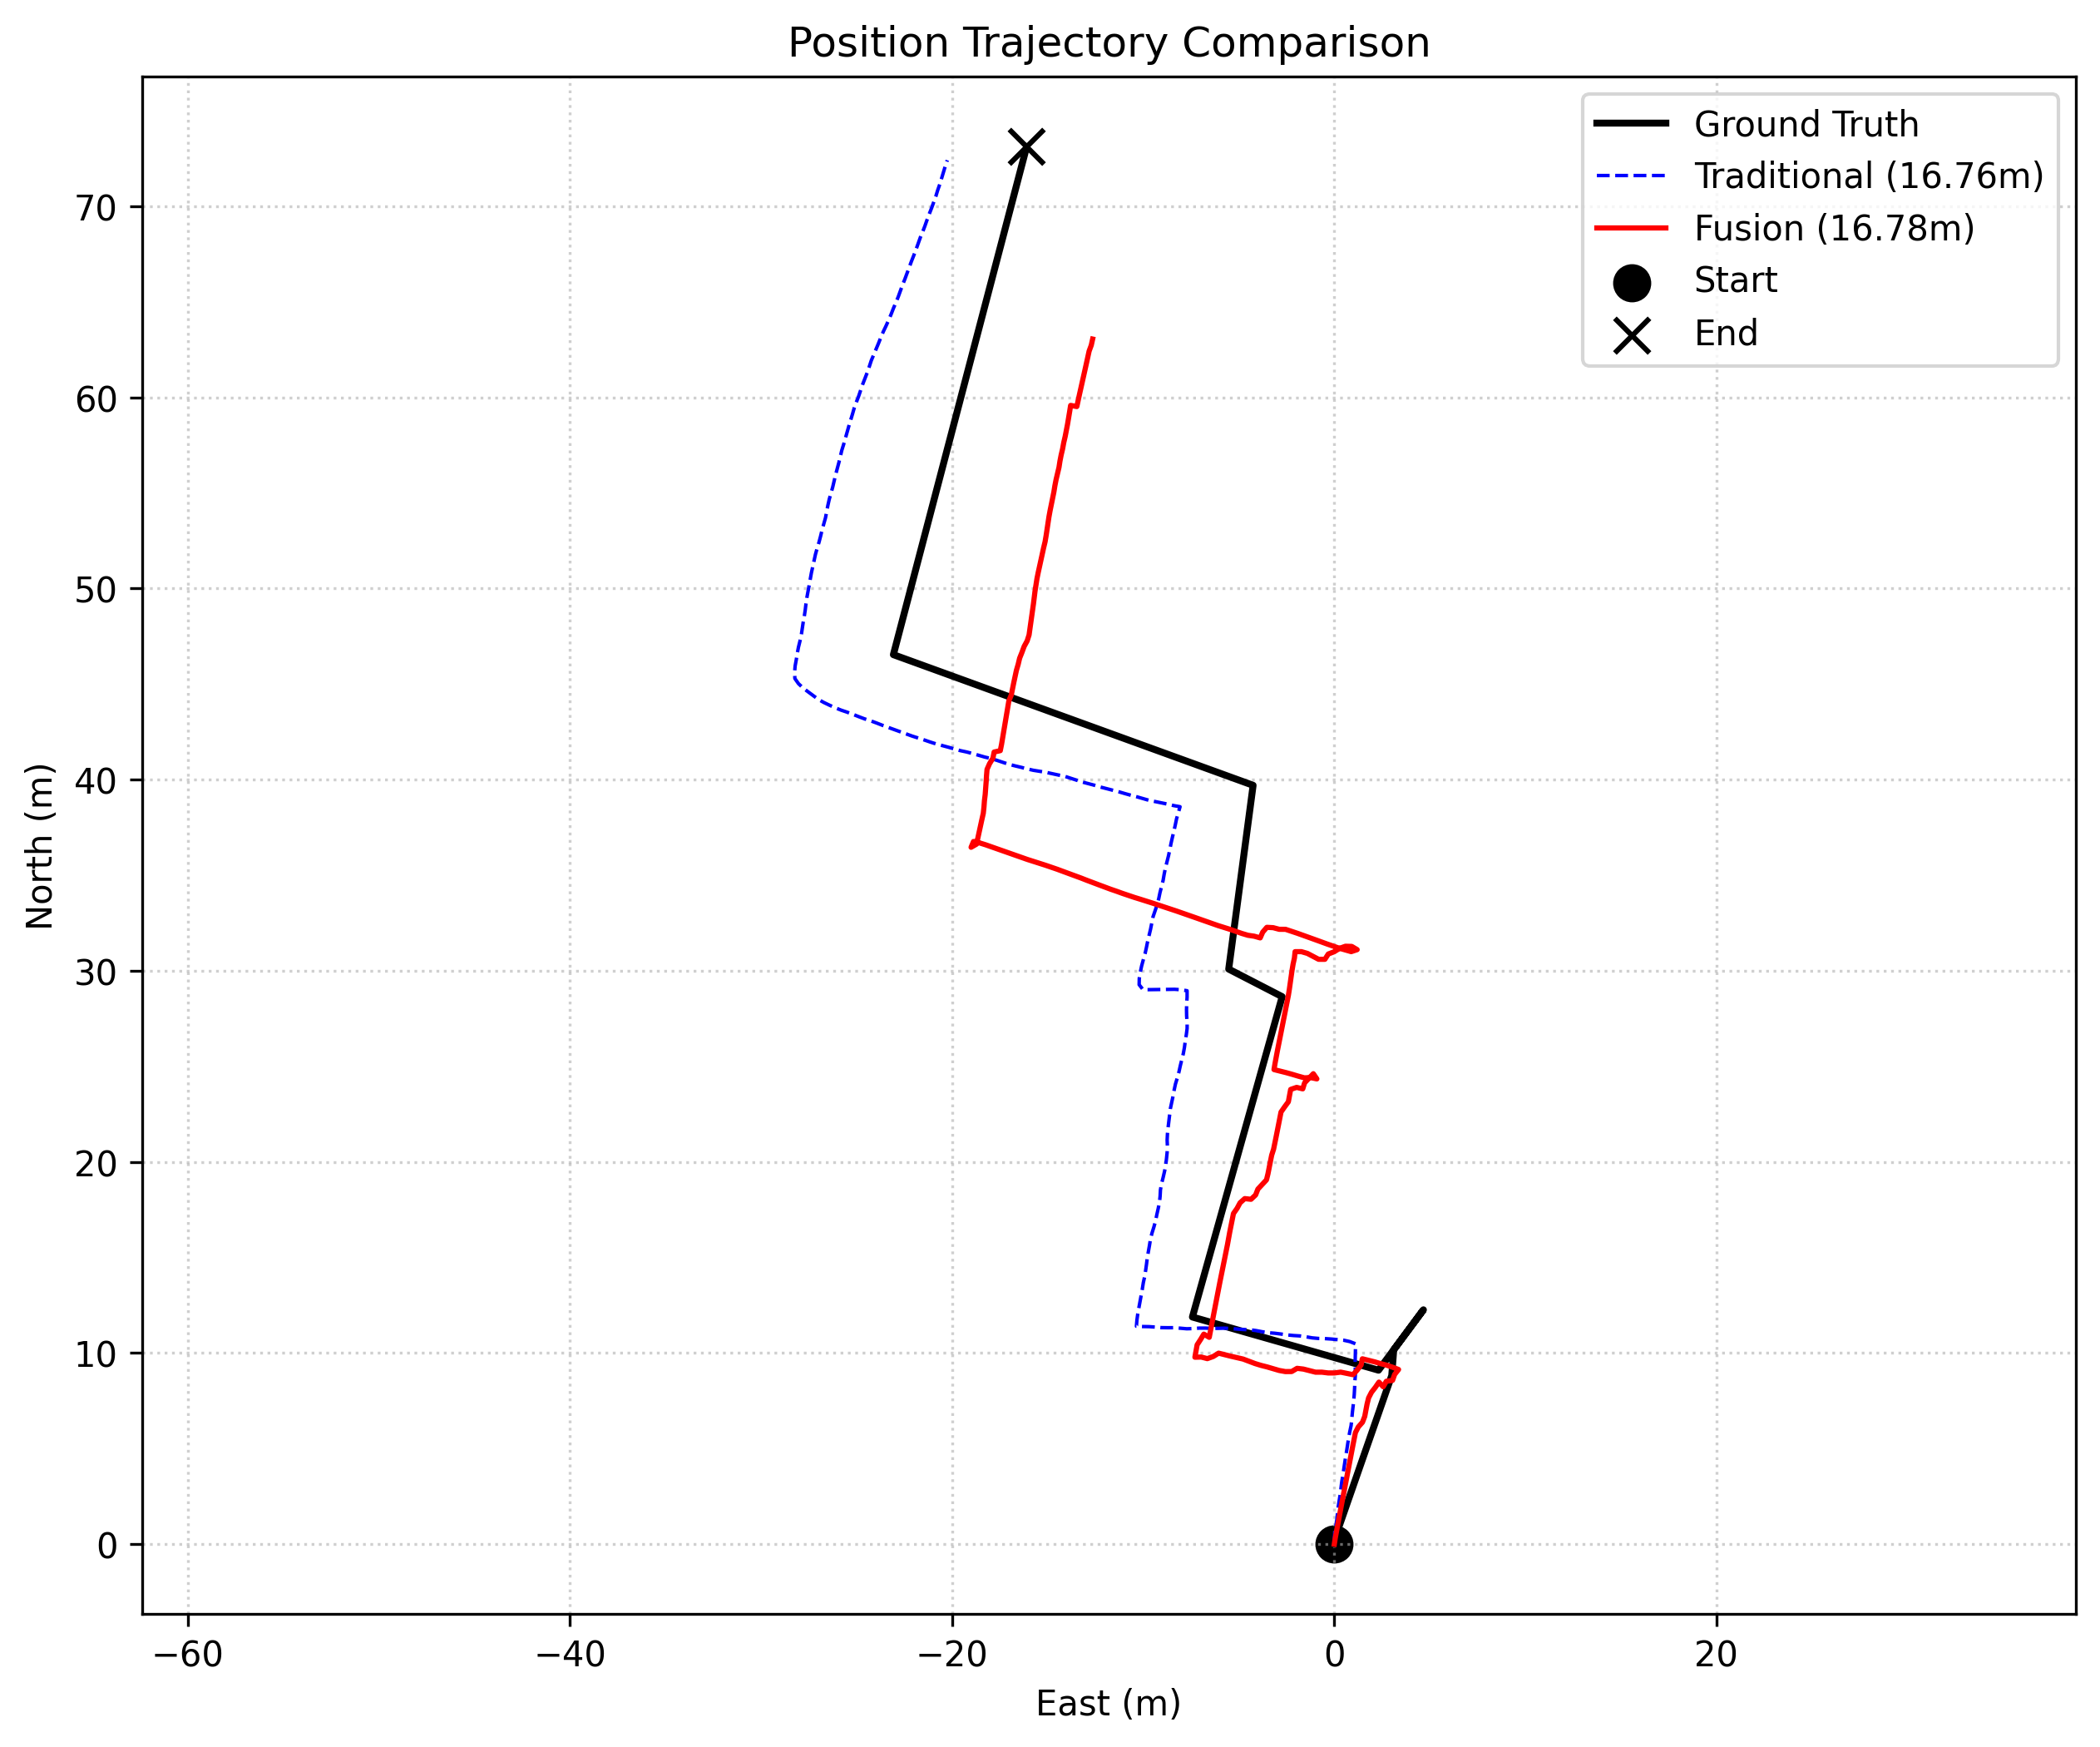 Position Trajectory Comparison
Ground Truth
Traditional (16.76m)
Fusion (16.78m)
Start
End
North (m)
70
60
50
40
30
20
10
0
−60
−40
−20
0
20
East (m)